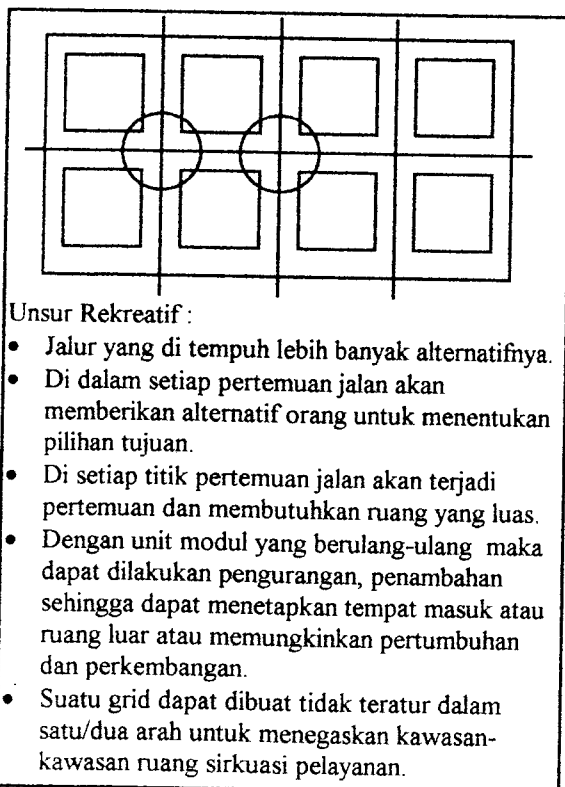 Unsur Rekreatif :
• Jalur yang di tempuh lebih banyak alternatifnya.
• Di dalam setiap pertemuan jalan akan
memberikan alternatif orang untuk menentukan
pilihan tujuan.
• Di setiap titik pertemuan jalan akan terjadi
pertemuan dan membutuhkan ruang yang luas.
• Dengan unit modul yang berulang-ulang maka
dapat dilakukan pengurangan, penambahan
sehingga dapat menetapkan tempat masuk atau
ruang luar atau memungkinkan pertumbuhan
dan perkembangan.
• Suatu grid dapat dibuat tidak teratur dalam
satu/dua arah untuk menegaskan kawasan-
kawasan ruang sirkuasi pelayanan.